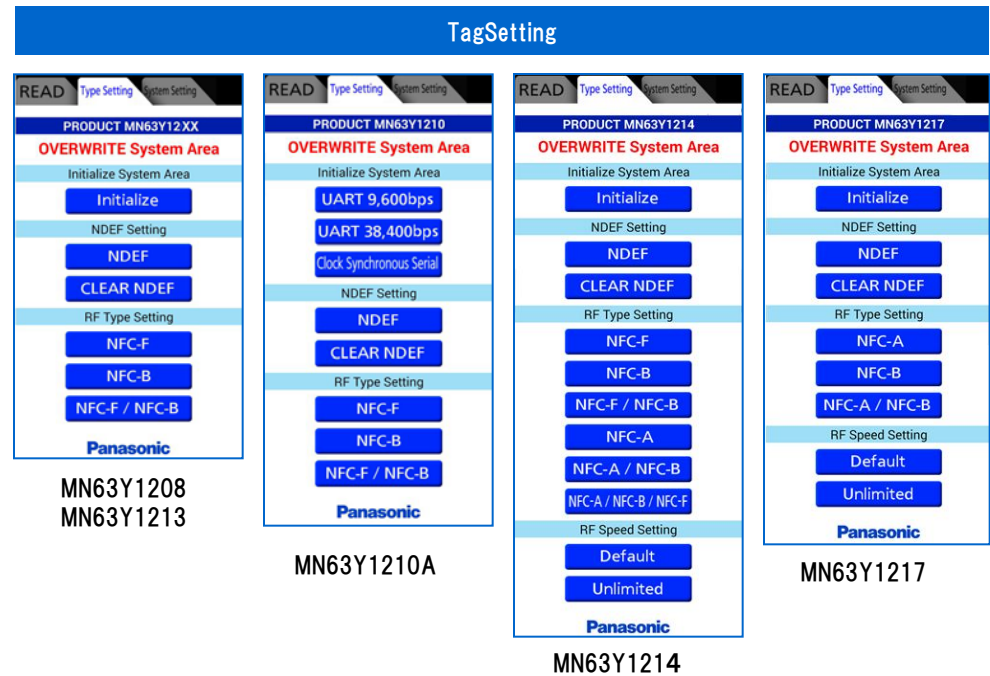 TagSetting
READ Type Setting System Setting
PRODUCT MN63Y12XX
OVERWRITE System Area
Initialize System Area
Initialize
NDEF Setting
NDEF
CLEAR NDEF
RF Type Setting
NFC-F
NFC-B
NFC-F / NFC-B
Panasonic
MN63Y1208
MN63Y1213
READ Type Setting System Setting
PRODUCT MN63Y1210
OVERWRITE System Area
Initialize System Area
UART 9,600bps
UART 38,400bps
Clock Synchronous Serial
NDEF Setting
NDEF
CLEAR NDEF
RF Type Setting
NFC-F
NFC-B
NFC-F / NFC-B
Panasonic
MN63Y1210A
READ Type Setting System Setting
PRODUCT MN63Y1214
OVERWRITE System Area
Initialize System Area
Initialize
NDEF Setting
NDEF
CLEAR NDEF
RF Type Setting
NFC-F
NFC-B
NFC-F / NFC-B
NFC-A
NFC-A / NFC-B
NFC-A / NFC-B / NFC-F
RF Speed Setting
Default
Unlimited
Panasonic
MN63Y1214
READ Type Setting System Setting
PRODUCT MN63Y1217
OVERWRITE System Area
Initialize System Area
Initialize
NDEF Setting
NDEF
CLEAR NDEF
RF Type Setting
NFC-A
NFC-B
NFC-A / NFC-B
RF Speed Setting
Default
Unlimited
Panasonic
MN63Y1217